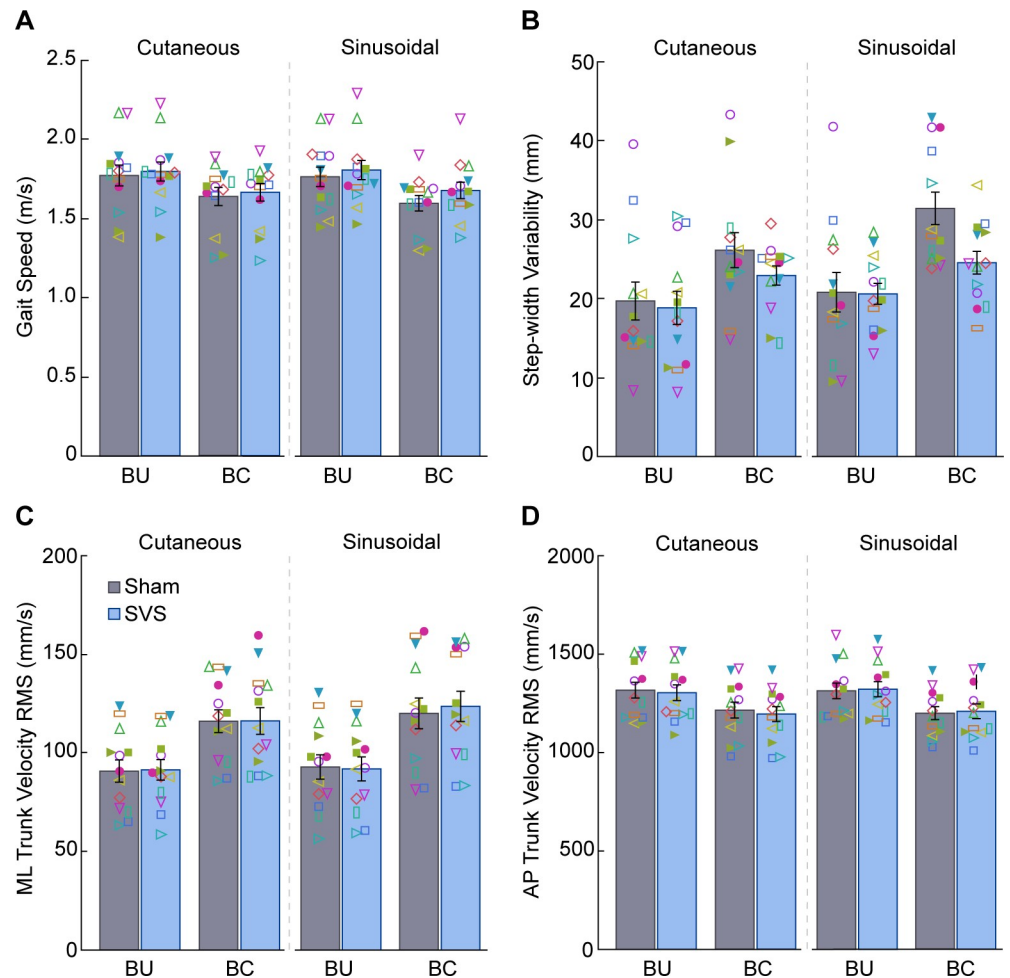 A
Cutaneous
Sinusoidal
Gait Speed (m/s)
2.5
2.0
1.5
1.0
0.5
0
BU
BC
BU
BC
B
Cutaneous
Sinusoidal
Step-width Variability (mm)
50
40
30
20
10
0
BU
BC
BU
BC
C
Cutaneous
Sinusoidal
ML Trunk Velocity RMS (mm/s)
200
150
100
50
0
Sham
SVS
BU
BC
BU
BC
D
Cutaneous
Sinusoidal
AP Trunk Velocity RMS (mm/s)
2000
1500
1000
500
0
BU
BC
BU
BC